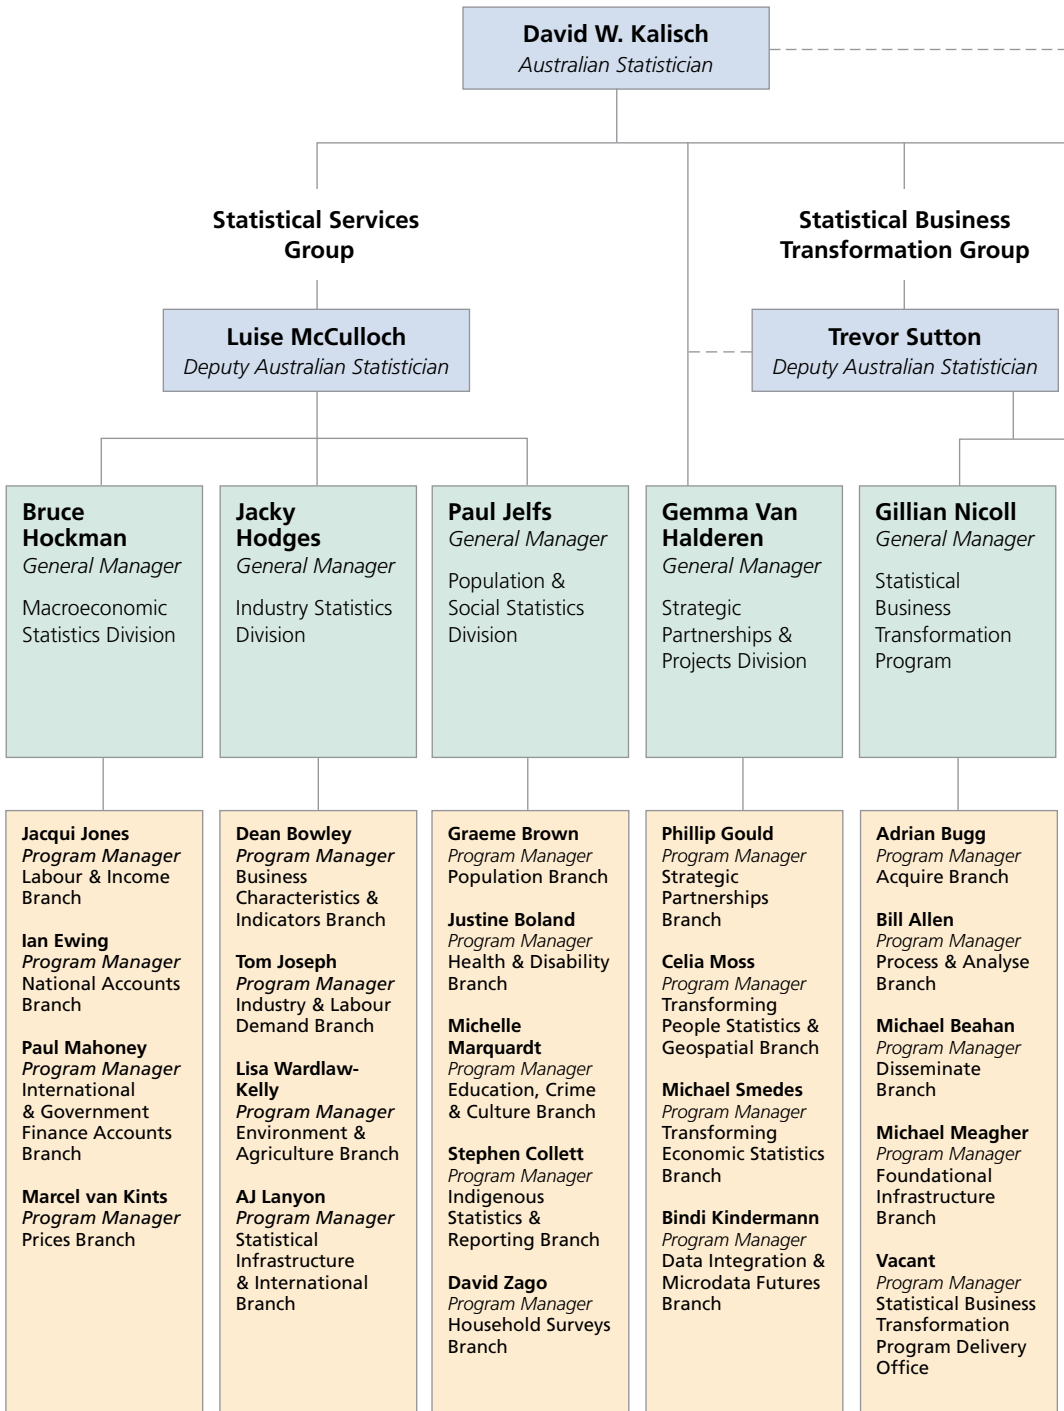 David W. Kalisch
Australian Statistician
Statistical Services
Group
Statistical Business
Transformation Group
Luise McCulloch
Deputy Australian Statistician
Trevor Sutton
Deputy Australian Statistician
Bruce
Hockman
General Manager
Macroeconomic
Statistics Division
Jacky
Hodges
General Manager
Industry Statistics
Division
Paul Jelfs
General Manager
Population &
Social Statistics
Division
Gemma Van
Halderen
General Manager
Strategic
Partnerships &
Projects Division
Gillian Nicoll
General Manager
Statistical
Business
Transformation
Program
Jacqui Jones
Program Manager
Labour & Income
Branch
Ian Ewing
Program Manager
National Accounts
Branch
Paul Mahoney
Program Manager
International
& Government
Finance Accounts
Branch
Marcel van Kints
Program Manager
Prices Branch
Dean Bowley
Program Manager
Business
Characteristics &
Indicators Branch
Tom Joseph
Program Manager
Industry & Labour
Demand Branch
Lisa Wardlaw-
Kelly
Program Manager
Environment &
Agriculture Branch
AJ Lanyon
Program Manager
Statistical
Infrastructure
& International
Branch
Graeme Brown
Program Manager
Population Branch
Justine Boland
Program Manager
Health & Disability
Branch
Michelle
Marquardt
Program Manager
Education, Crime
& Culture Branch
Stephen Collett
Program Manager
Indigenous
Statistics &
Reporting Branch
David Zago
Program Manager
Household Surveys
Branch
Phillip Gould
Program Manager
Strategic
Partnerships
Branch
Celia Moss
Program Manager
Transforming
People Statistics &
Geospatial Branch
Michael Smedes
Program Manager
Transforming
Economic Statistics
Branch
Bindi Kindermann
Program Manager
Data Integration &
Microdata Futures
Branch
Adrian Bugg
Program Manager
Acquire Branch
Bill Allen
Program Manager
Process & Analyse
Branch
Michael Beahan
Program Manager
Disseminate
Branch
Michael Meagher
Program Manager
Foundational
Infrastructure
Branch
Vacant
Program Manager
Statistical Business
Transformation
Program Delivery
Office